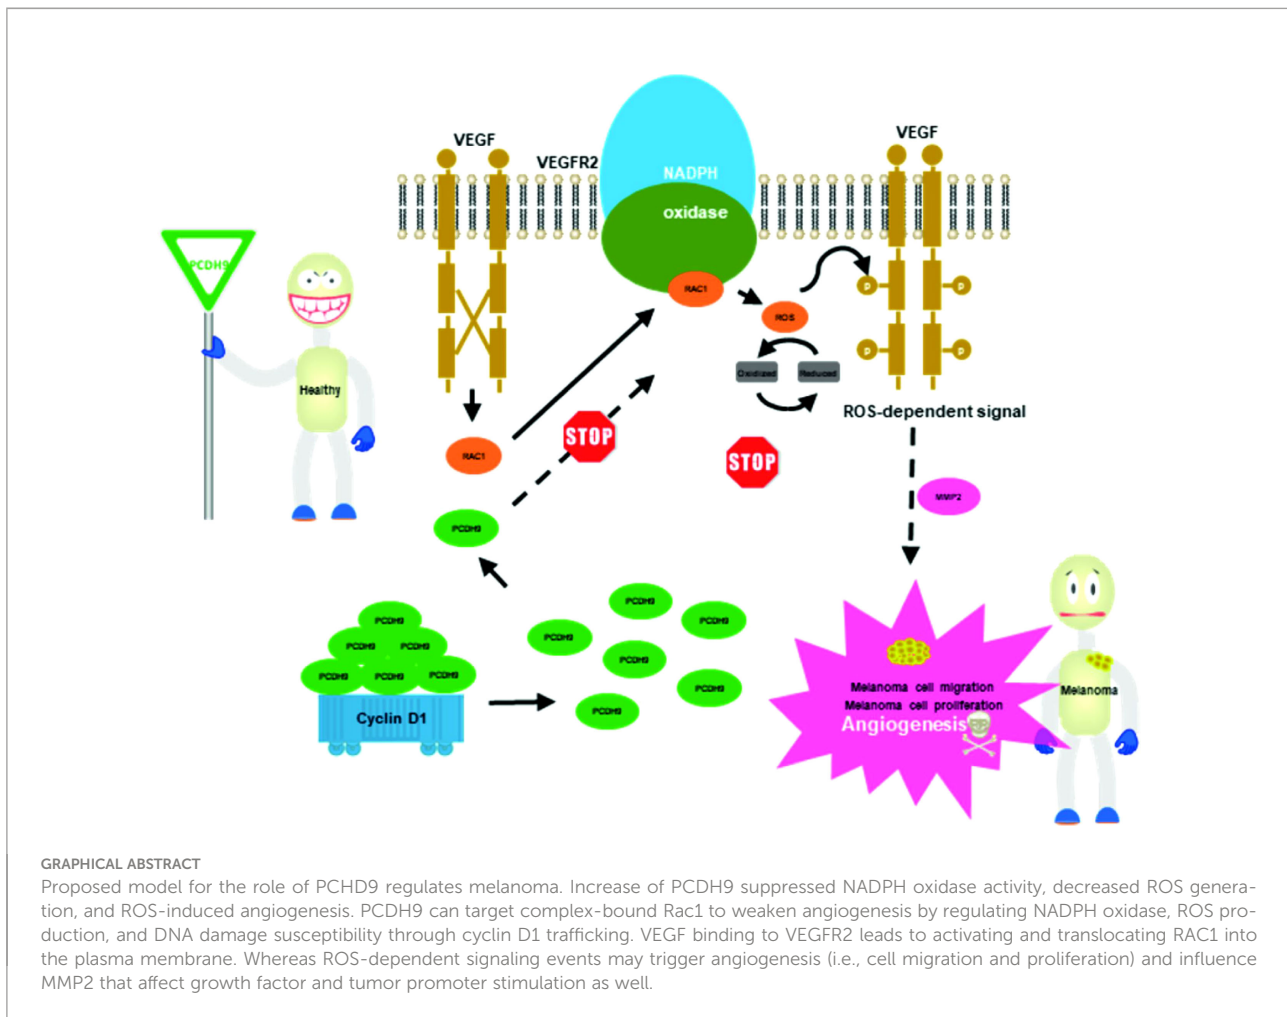 VEGF
VEGF
VEGFR2
NADPH
oxidase
PCDH9
RAC1
P
P
ROS
Healthy
P
P
Oxidized
Reduced
ROS-dependent signal
STOP
RAC1
STOP
MMP2
PCDH9
PCDH9
PCDH9
PCDH9
PCDH9
PCDH9
PCDH9
PCDH9
PCDH9
PCDH9
PCDH9
PCDH9
PCDH9
Cyclin D1
Melanoma cell migration
Melanoma cell proliferation
Angiogenesis
Melanoma
GRAPHICAL ABSTRACT
Proposed model for the role of PCHD9 regulates melanoma. Increase of PCDH9 suppressed NADPH oxidase activity, decreased ROS genera-
tion, and ROS-induced angiogenesis. PCDH9 can target complex-bound Rac1 to weaken angiogenesis by regulating NADPH oxidase, ROS pro-
duction, and DNA damage susceptibility through cyclin D1 trafficking. VEGF binding to VEGFR2 leads to activating and translocating RAC1 into
the plasma membrane. Whereas ROS-dependent signaling events may trigger angiogenesis (i.e., cell migration and proliferation) and influence
MMP2 that affect growth factor and tumor promoter stimulation as well.